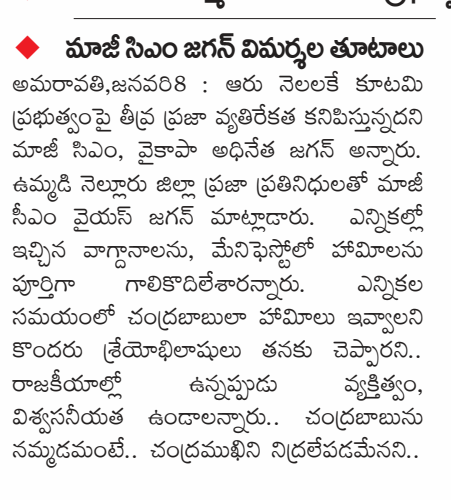 మాజీ సిఎం జగన్ విమర్శల తూటాలు
అమరావతి,జనవరి8 : ఆరు నెలలకే కూటమి
ప్రభుత్వంపై తీవ్ర ప్రజా వ్యతిరేకత కనిపిస్తున్నదని
మాజీ సిఎం, వైకాపా అధినేత జగన్ అన్నారు.
ఉమ్మడి నెల్లూరు జిల్లా ప్రజా ప్రతినిధులతో మాజీ
సీఎం వైయస్ జగన్ మాట్లాడారు. ఎన్నికల్లో
ఇచ్చిన వాగ్దానాలను, మేనిఫెస్టోలో హామీలను
పూర్తిగా గాలికొదిలేశారన్నారు. ఎన్నికల
సమయంలో చంద్రబాబులా హామీలు ఇవ్వాలని
కొందరు శ్రేయోభిలాషులు తనకు చెప్పారని..
రాజకీయాల్లో ఉన్నప్పుడు వ్యక్తిత్వం,
విశ్వసనీయత ఉండాలన్నారు.. చంద్రబాబును
నమ్మడమంటే.. చంద్రముఖిని నిద్రలేపడమేనని..